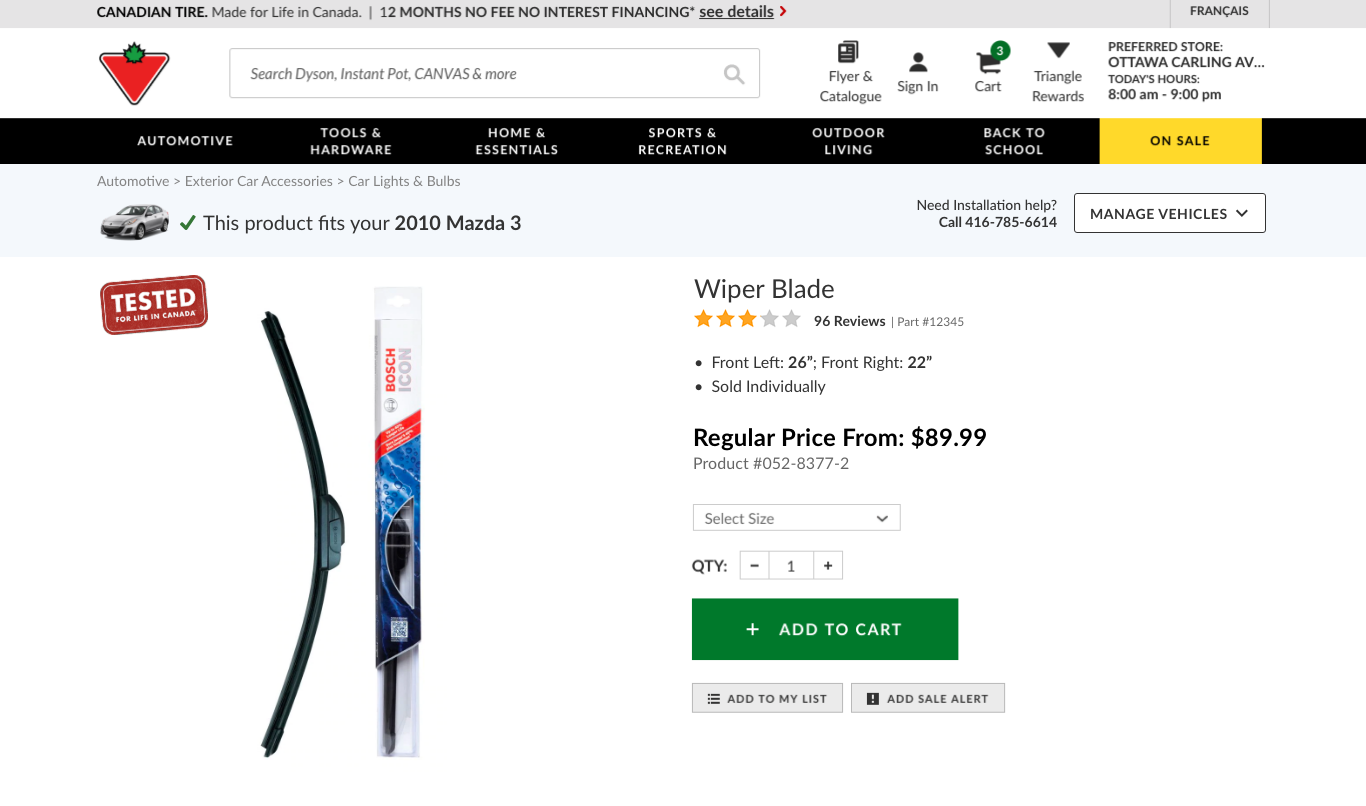 CANADIAN TIRE. Made for Life in Canada. | 12 MONTHS NO FEE NO INTEREST FINANCING* see details
FRANÇAIS
Search Dyson, Instant Pot, CANVAS & more
Flyer &
Catalogue
Sign In
3
Cart
Triangle
Rewards
PREFERRED STORE:
OTTAWA CARLING AV...
TODAY'S HOURS:
8:00 am - 9:00 pm
AUTOMOTIVE
TOOLS &
HARDWARE
HOME &
ESSENTIALS
SPORTS &
RECREATION
OUTDOOR
LIVING
BACK TO
SCHOOL
ON SALE
Automotive > Exterior Car Accessories > Car Lights & Bulbs
This product fits your 2010 Mazda 3
Need Installation help?
Call 416-785-6614
MANAGE VEHICLES
TESTED
FOR LIFE IN CANADA
BOSCH
ICON
Wiper Blade
96 Reviews | Part #12345
• Front Left: 26”; Front Right: 22”
• Sold Individually
Regular Price From: $89.99
Product #052-8377-2
Select Size
QTY: - 1 +
+ ADD TO CART
ADD TO MY LIST
ADD SALE ALERT